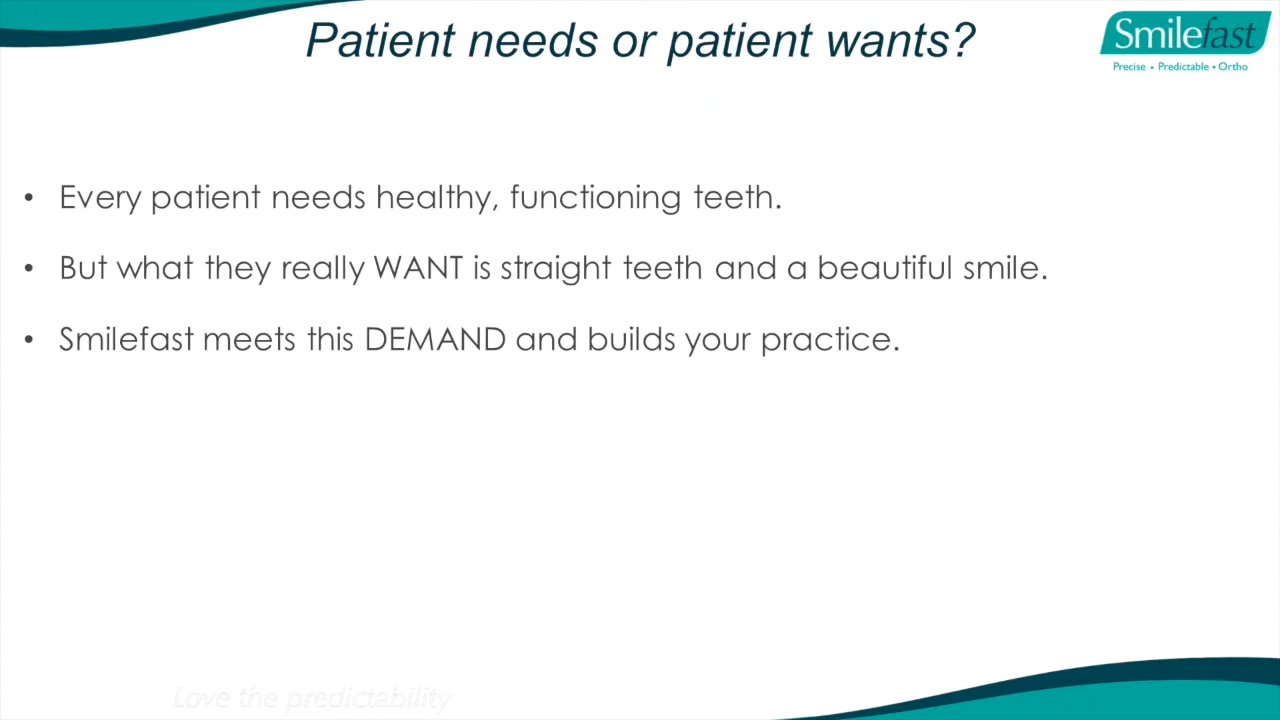 Patient needs or patient wants?
Smilefast
Precise • Predictable • Ortho
• Every patient needs healthy, functioning teeth.
• But what they really WANT is straight teeth and a beautiful smile.
• Smilefast meets this DEMAND and builds your practice.
Love the predictability